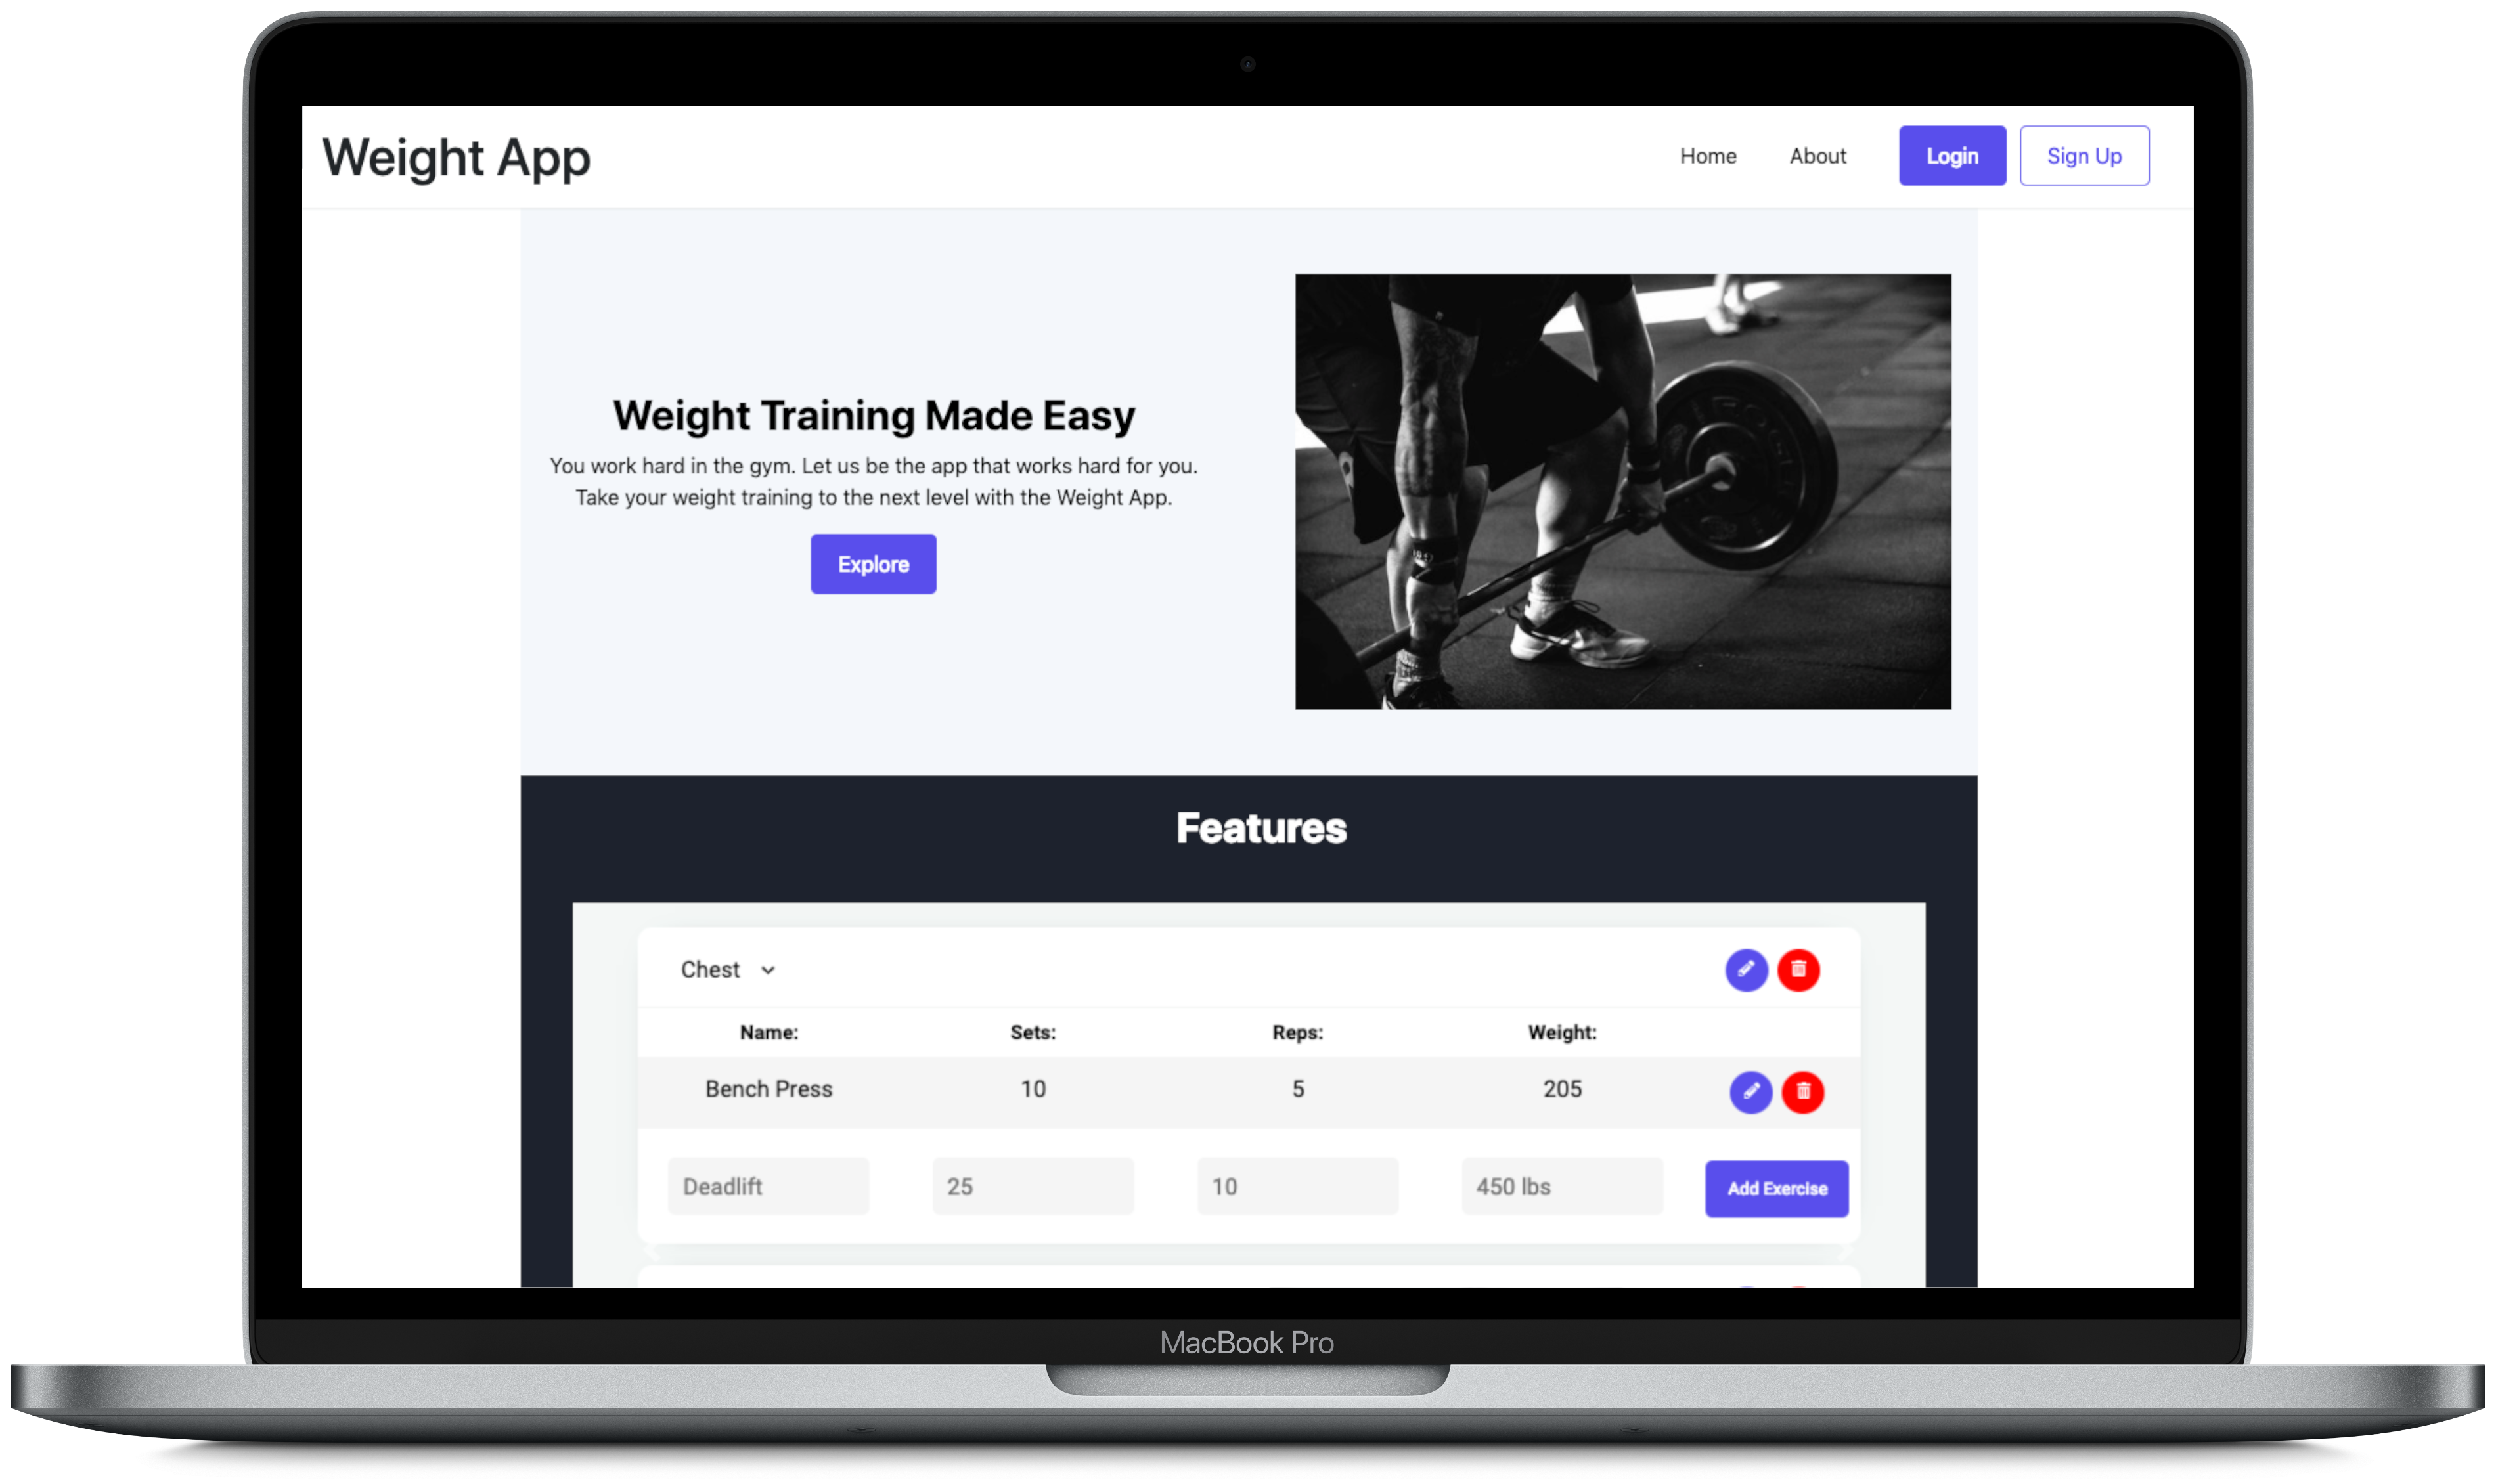 Weight App
Home About Login Sign Up
Weight Training Made Easy
You work hard in the gym. Let us be the app that works hard for you.
Take your weight training to the next level with the Weight App.
Explore
Features
Chest
Name: Sets: Reps: Weight:
Bench Press 10 5 205
Deadlift 25 10 450 lbs Add Exercise
MacBook Pro